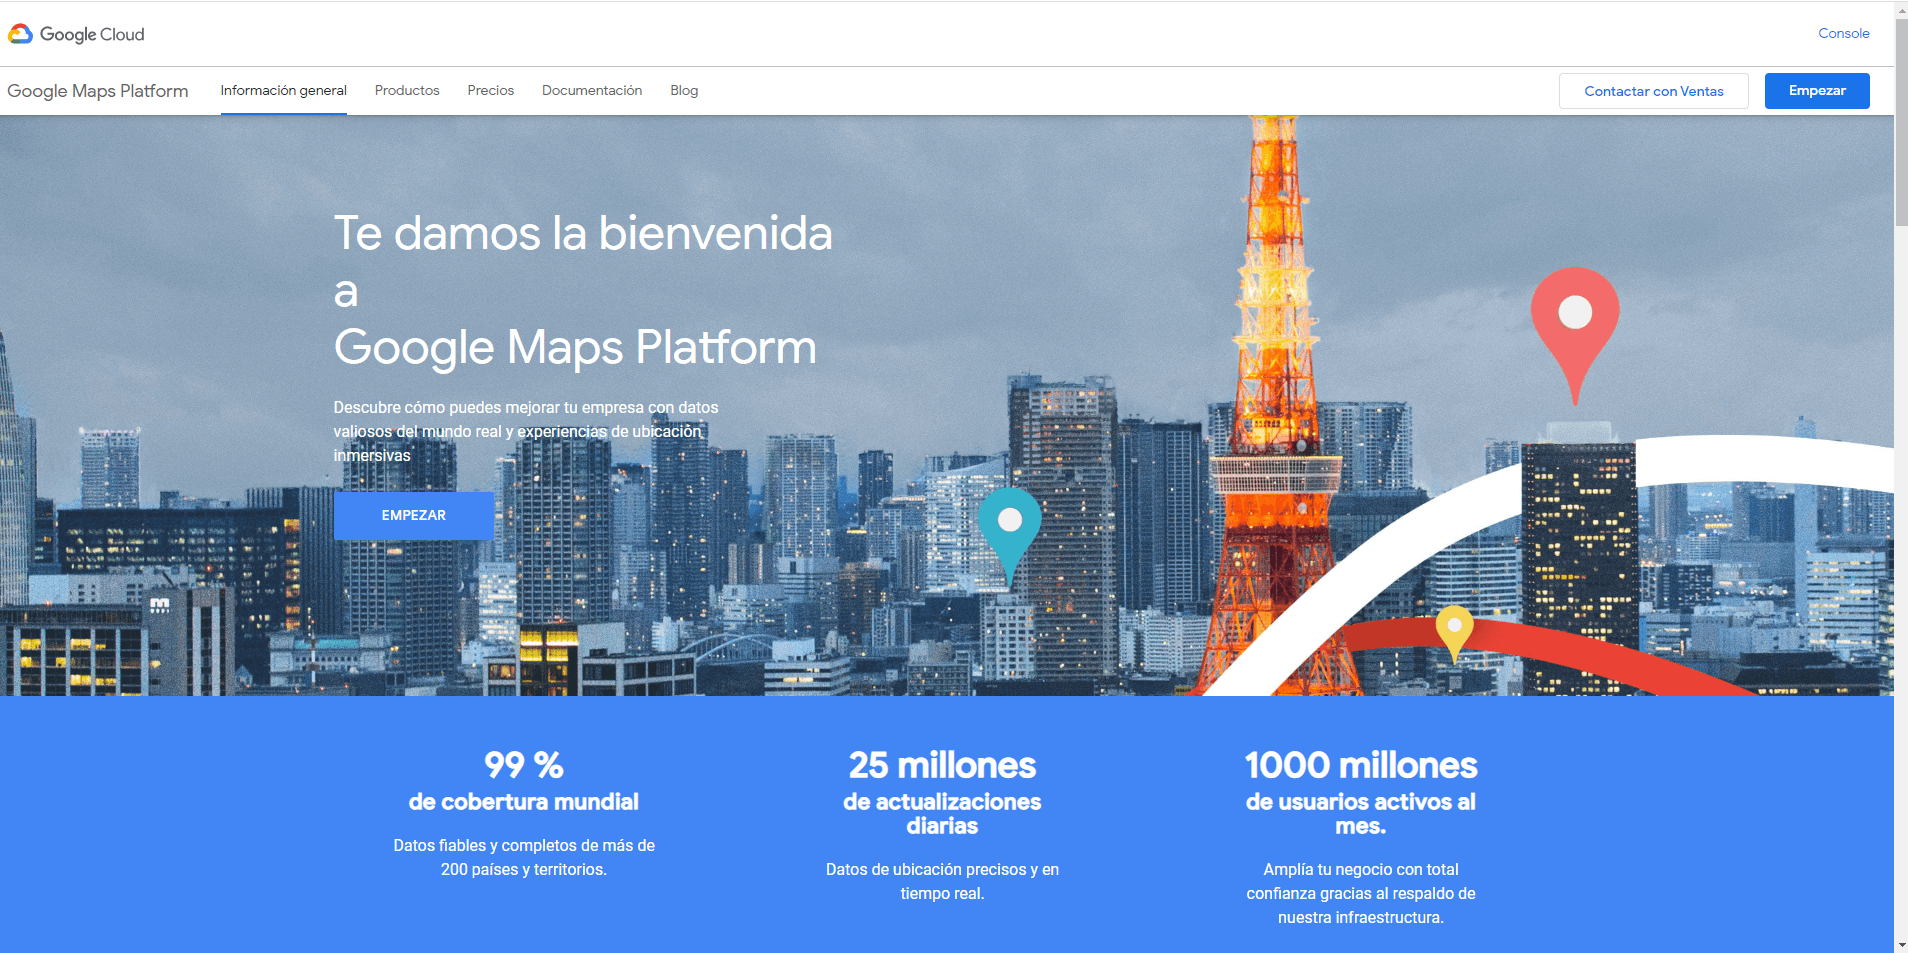 Google Cloud
Console
Google Maps Platform
Información general
Productos
Precios
Documentación
Blog
Contactar con Ventas
Empezar
Te damos la bienvenida
a
Google Maps Platform
Descubre cómo puedes mejorar tu empresa con datos
valiosos del mundo real y experiencias de ubicación
inmersivas
EMPEZAR
99 %
de cobertura mundial
Datos fiables y completos de más de
200 países y territorios.
25 millones
de actualizaciones
diarias
Datos de ubicación precisos y en
tiempo real.
1000 millones
de usuarios activos al
mes.
Amplía tu negocio con total
confianza gracias al respaldo de
nuestra infraestructura.